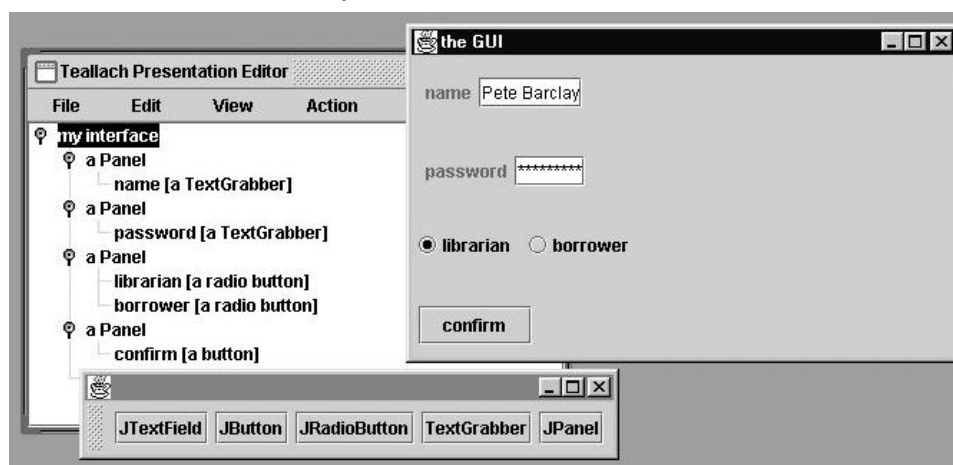 Teallach Presentation Editor
File Edit View Action
my interface
a Panel
name [a TextGrabber]
a Panel
password [a TextGrabber]
a Panel
librarian [a radio button]
borrower [a radio button]
a Panel
confirm [a button]
the GUI
name Pete Barclay
password *********
librarian borrower
confirm
JTextField JButton JRadioButton TextGrabber JPanel